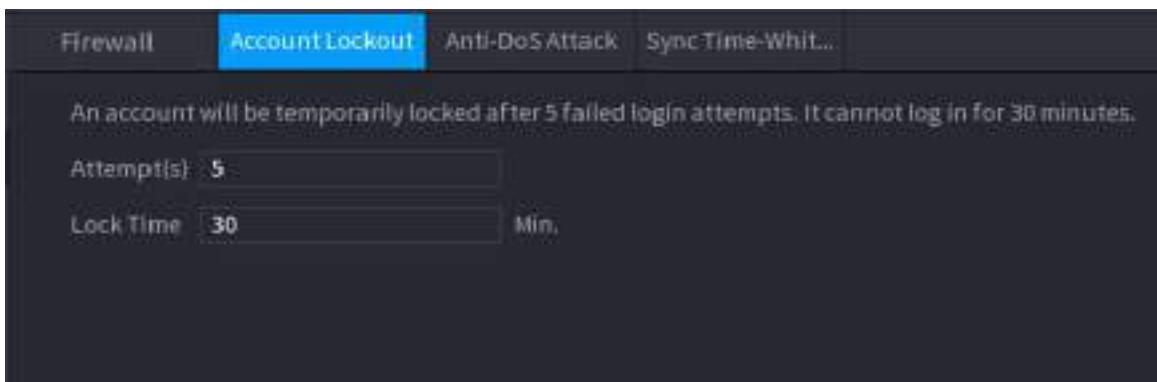 Firewall Account Lockout Anti-DoS Attack Sync Time-Whit...
An account will be temporarily locked after 5 failed login attempts. It cannot log in for 30 minutes.
Attempt(s) 5
Lock Time 30 Min.